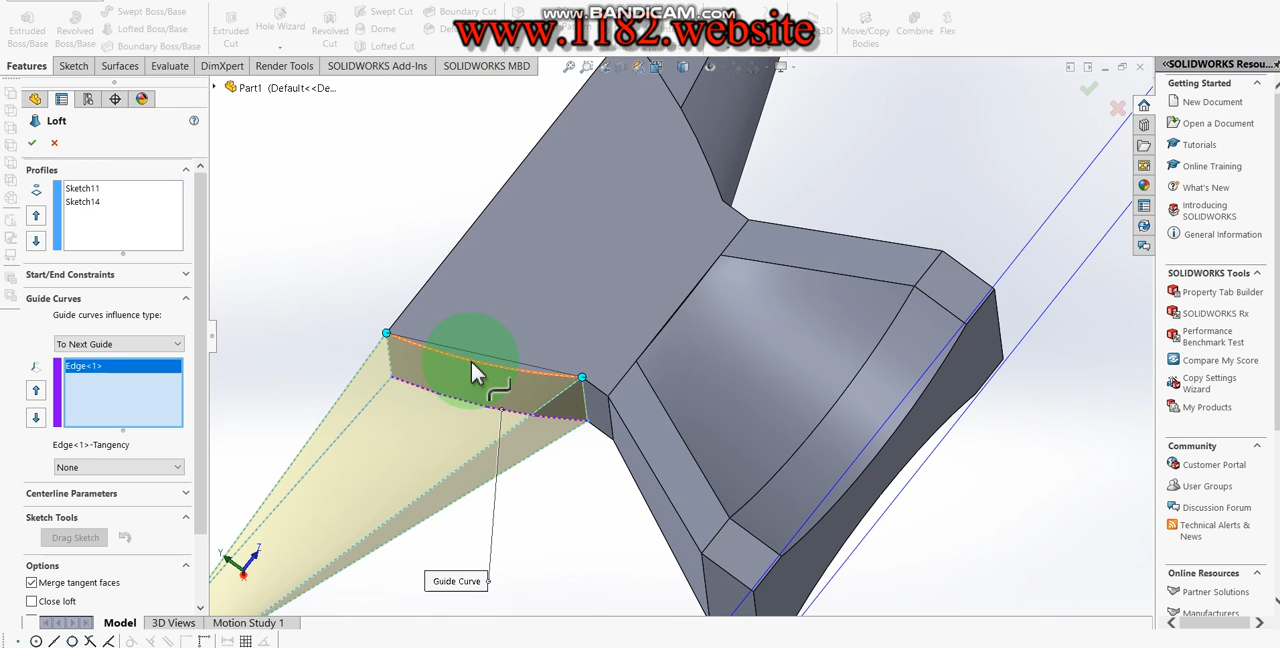 www.BANDICAM.com
www.1182.website
Extruded Boss/Base
Revolved Boss/Base
Swept Boss/Base
Lofted Boss/Base
Boundary Boss/Base
Extruded Cut
Hole Wizard
Revolved Cut
Swept Cut
Dome
Lofted Cut
Boundary Cut
Move/Copy Bodies
Combine
Flex
Features
Sketch
Surfaces
Evaluate
DimXpert
Render Tools
SOLIDWORKS Add-Ins
SOLIDWORKS MBD
Part1 (Default<<De...
Loft
Profiles
Sketch11
Sketch14
Start/End Constraints
Guide Curves
Guide curves influence type:
To Next Guide
Edge<1>
Edge<1>-Tangency
None
Centerline Parameters
Sketch Tools
Drag Sketch
Options
Merge tangent faces
Close loft
Guide Curve
Y
Z
Model
3D Views
Motion Study 1
SOLIDWORKS Resou...
Getting Started
New Document
Open a Document
Tutorials
Online Training
What's New
Introducing
SOLIDWORKS
General Information
SOLIDWORKS Tools
Property Tab Builder
SOLIDWORKS Rx
Performance
Benchmark Test
Compare My Score
Copy Settings
Wizard
My Products
Community
Customer Portal
User Groups
Discussion Forum
Technical Alerts &
News
Online Resources
Partner Solutions
Manufacturers